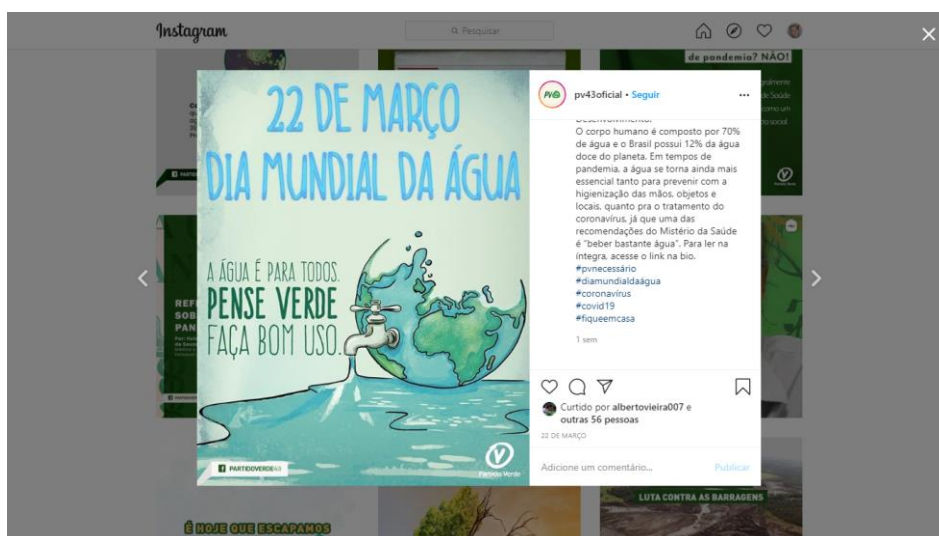 Instagram
Pesquisar
de pandemia? NÃO!
22 DE MARÇO
DIA MUNDIAL DA ÁGUA
A ÁGUA É PARA TODOS.
PENSE VERDE
FAÇA BOM USO.
PARTIDOVERDE43
Partido Verde
pv43oficial • Seguir
Desenvolvimento.
O corpo humano é composto por 70%
de água e o Brasil possui 12% da água
doce do planeta. Em tempos de
pandemia, a água se torna ainda mais
essencial tanto para prevenir com a
higienização das mãos, objetos e
locais, quanto pra o tratamento do
coronavírus, já que uma das
recomendações do Mistério da Saúde
é “beber bastante água”. Para ler na
íntegra, acesse o link na bio.
#pvnecessário
#diamundialdaágua
#coronavírus
#covid19
#fiqueemcasa
1 sem
Curtido por albertovieira007 e
outras 56 pessoas
22 DE MARÇO
Adicione um comentário...
Publicar
Partido Verde
LUTA CONTRA AS BARRAGENS
É HOJE QUE ESCAPAMOS